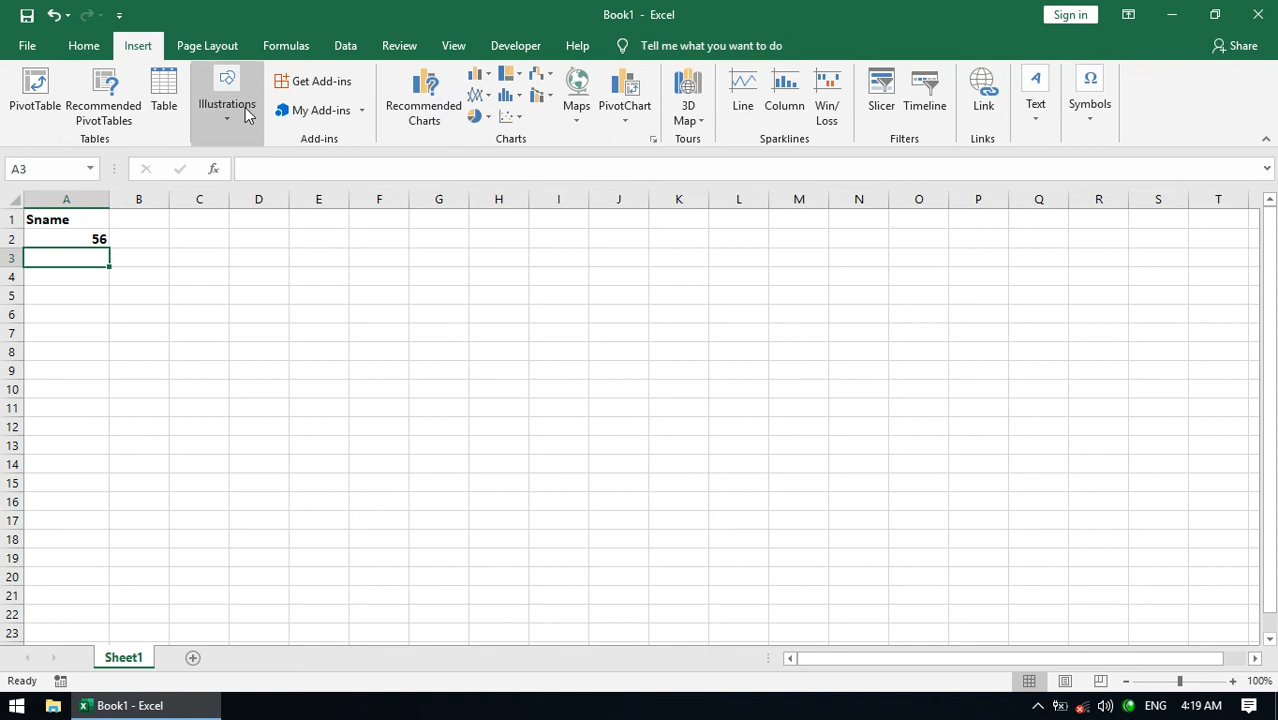 Book1 - Excel
Sign in
File Home Insert Page Layout Formulas Data Review View Developer Help Tell me what you want to do Share
PivotTable
Recommended
PivotTables
Table
Tables
Illustrations
Get Add-ins
My Add-ins
Add-ins
Recommended
Charts
Maps
PivotChart
Charts
3D
Map
Tours
Line
Column
Win/
Loss
Sparklines
Slicer
Timeline
Filters
Link
Links
Text
Symbols
A3
fx
A B C D E F G H I J K L M N O P Q R S T
1 Sname
2 56
3
4
5
6
7
8
9
10
11
12
13
14
15
16
17
18
19
20
21
22
23
Sheet1
Ready
100%
Book1 - Excel
ENG
4:19 AM